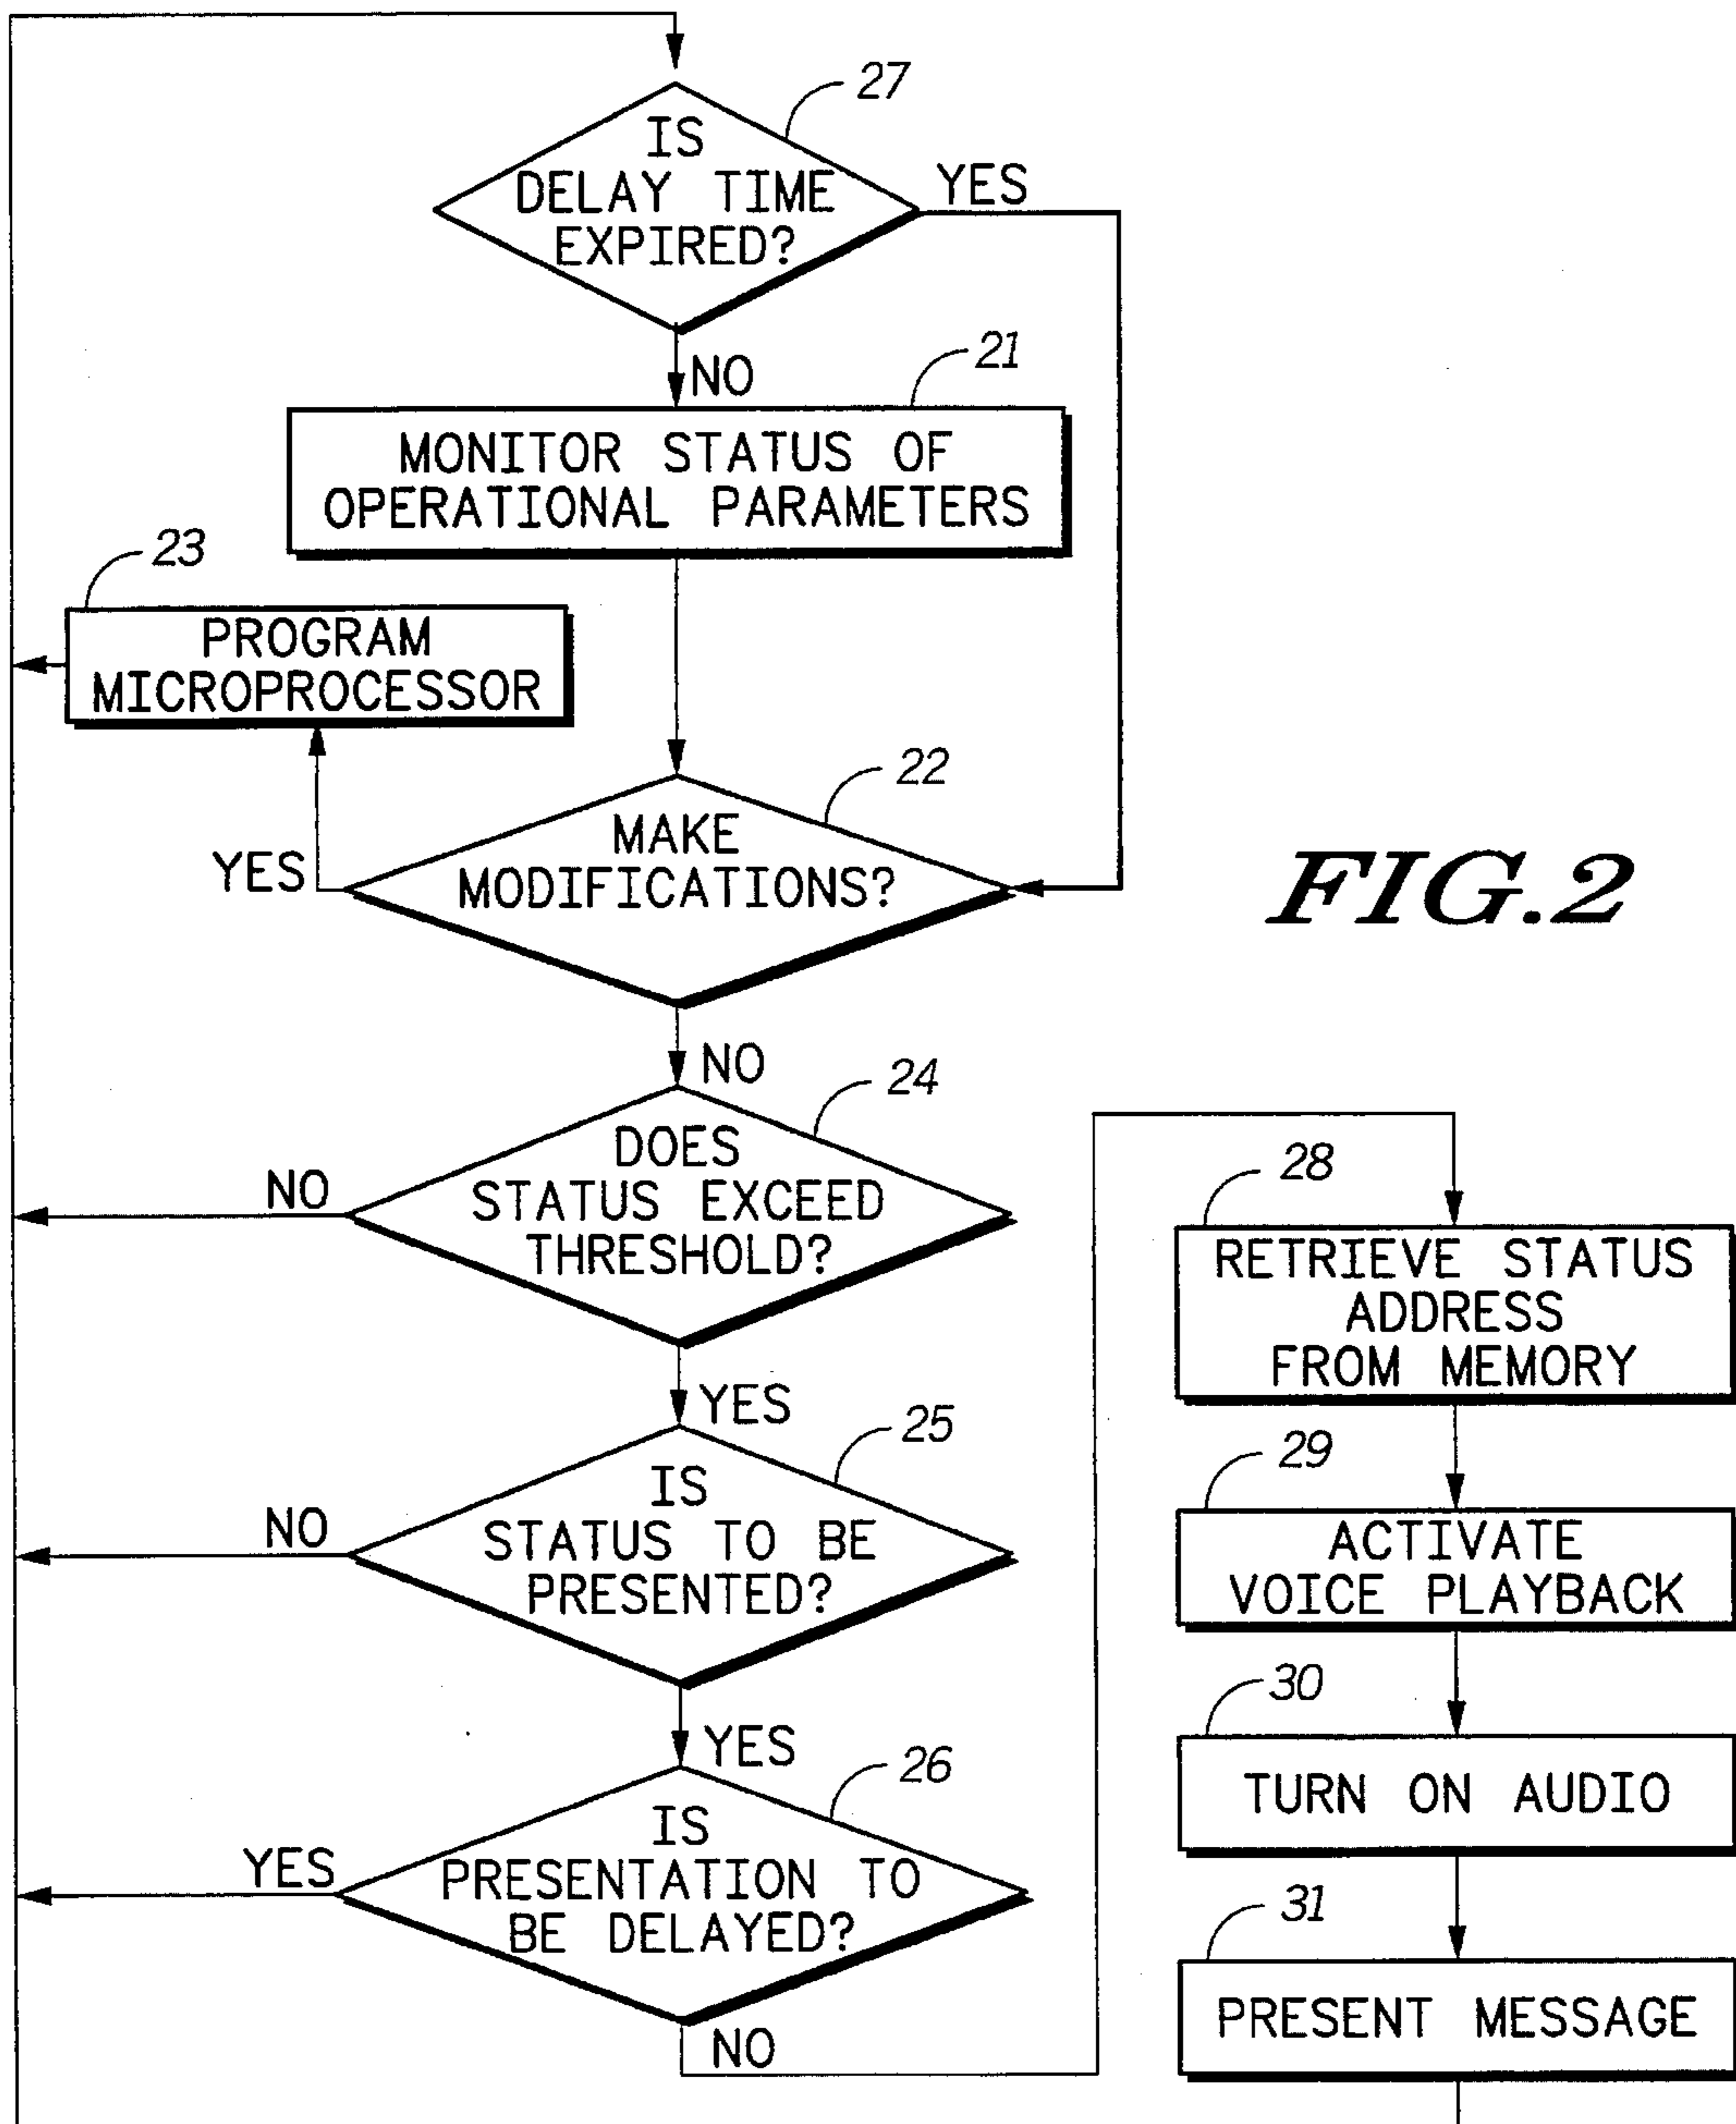 27
IS
DELAY TIME
EXPIRED?
YES
NO
21
MONITOR STATUS OF
OPERATIONAL PARAMETERS
23
PROGRAM
MICROPROCESSOR
22
MAKE
MODIFICATIONS?
YES
NO
FIG.2
24
DOES
STATUS EXCEED
THRESHOLD?
NO
YES
25
IS
STATUS TO BE
PRESENTED?
NO
YES
26
IS
PRESENTATION TO
BE DELAYED?
YES
NO
28
RETRIEVE STATUS
ADDRESS
FROM MEMORY
29
ACTIVATE
VOICE PLAYBACK
30
TURN ON AUDIO
31
PRESENT MESSAGE